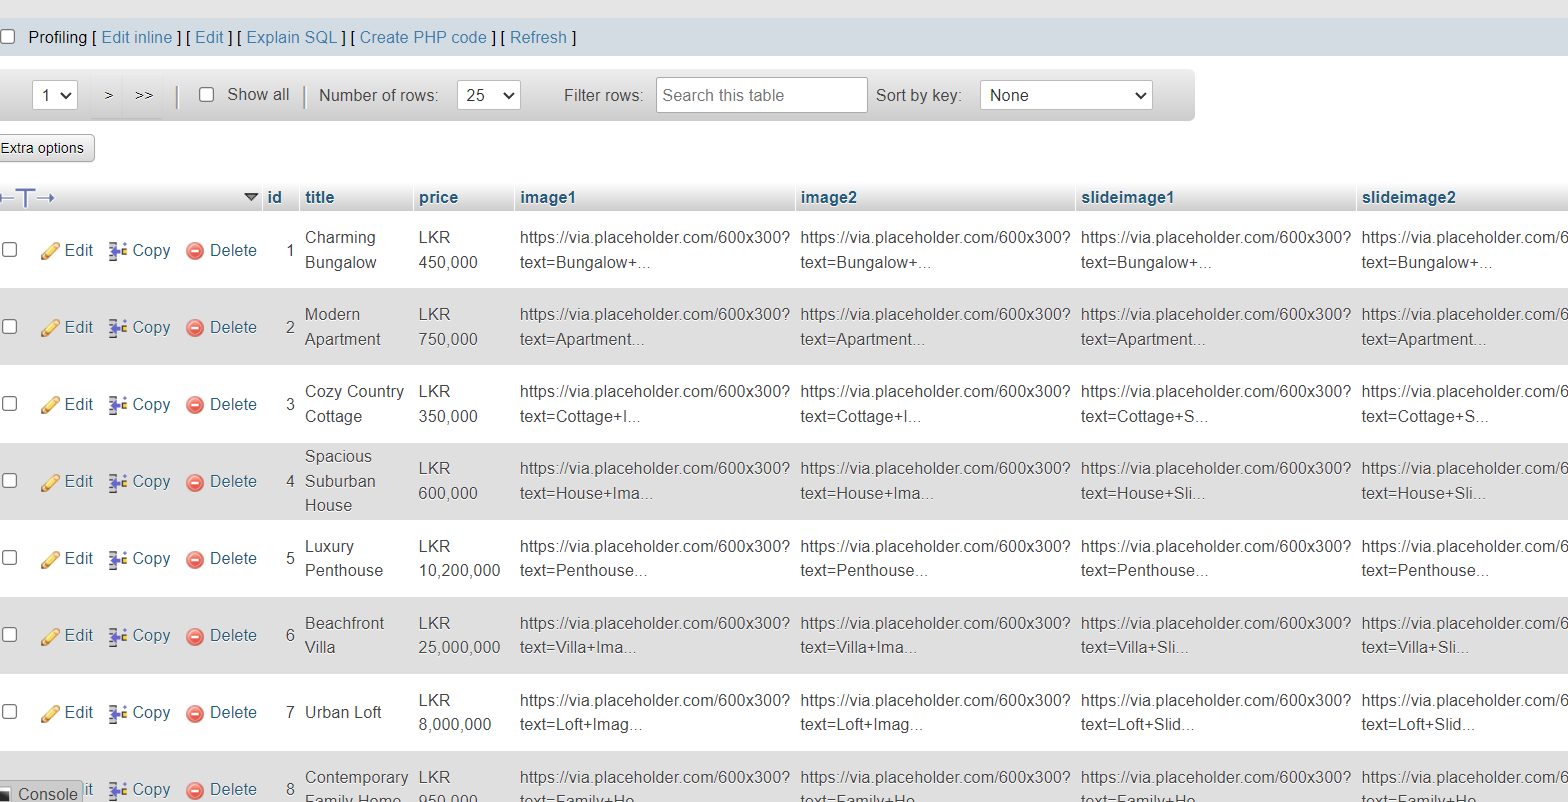 Profiling [ Edit inline ] [ Edit ] [ Explain SQL ] [ Create PHP code ] [ Refresh ]
1 > >> | Show all | Number of rows: 25 Filter rows: Search this table Sort by key: None
Extra options
←T→ id title price image1 image2 slideimage1 slideimage2
Edit Copy Delete 1 Charming Bungalow LKR 450,000 https://via.placeholder.com/600x300?text=Bungalow+... https://via.placeholder.com/600x300?text=Bungalow+... https://via.placeholder.com/600x300?text=Bungalow+... https://via.placeholder.com/6 text=Bungalow+...
Edit Copy Delete 2 Modern Apartment LKR 750,000 https://via.placeholder.com/600x300?text=Apartment... https://via.placeholder.com/600x300?text=Apartment... https://via.placeholder.com/600x300?text=Apartment... https://via.placeholder.com/6 text=Apartment...
Edit Copy Delete 3 Cozy Country Cottage LKR 350,000 https://via.placeholder.com/600x300?text=Cottage+I... https://via.placeholder.com/600x300?text=Cottage+I... https://via.placeholder.com/600x300?text=Cottage+S... https://via.placeholder.com/6 text=Cottage+S...
Edit Copy Delete 4 Spacious Suburban House LKR 600,000 https://via.placeholder.com/600x300?text=House+Ima... https://via.placeholder.com/600x300?text=House+Ima... https://via.placeholder.com/600x300?text=House+Sli... https://via.placeholder.com/6 text=House+Sli...
Edit Copy Delete 5 Luxury Penthouse LKR 10,200,000 https://via.placeholder.com/600x300?text=Penthouse... https://via.placeholder.com/600x300?text=Penthouse... https://via.placeholder.com/600x300?text=Penthouse... https://via.placeholder.com/6 text=Penthouse...
Edit Copy Delete 6 Beachfront Villa LKR 25,000,000 https://via.placeholder.com/600x300?text=Villa+Ima... https://via.placeholder.com/600x300?text=Villa+Ima... https://via.placeholder.com/600x300?text=Villa+Sli... https://via.placeholder.com/6 text=Villa+Sli...
Edit Copy Delete 7 Urban Loft LKR 8,000,000 https://via.placeholder.com/600x300?text=Loft+Imag... https://via.placeholder.com/600x300?text=Loft+Imag... https://via.placeholder.com/600x300?text=Loft+Slid... https://via.placeholder.com/6 text=Loft+Slid...
Console it Copy Delete 8 Contemporary Family Home LKR 950,000 https://via.placeholder.com/600x300?text=Family+Ho... https://via.placeholder.com/600x300?text=Family+Ho... https://via.placeholder.com/600x300?text=Family+Ho... https://via.placeholder.com/6 text=Family+Ho...